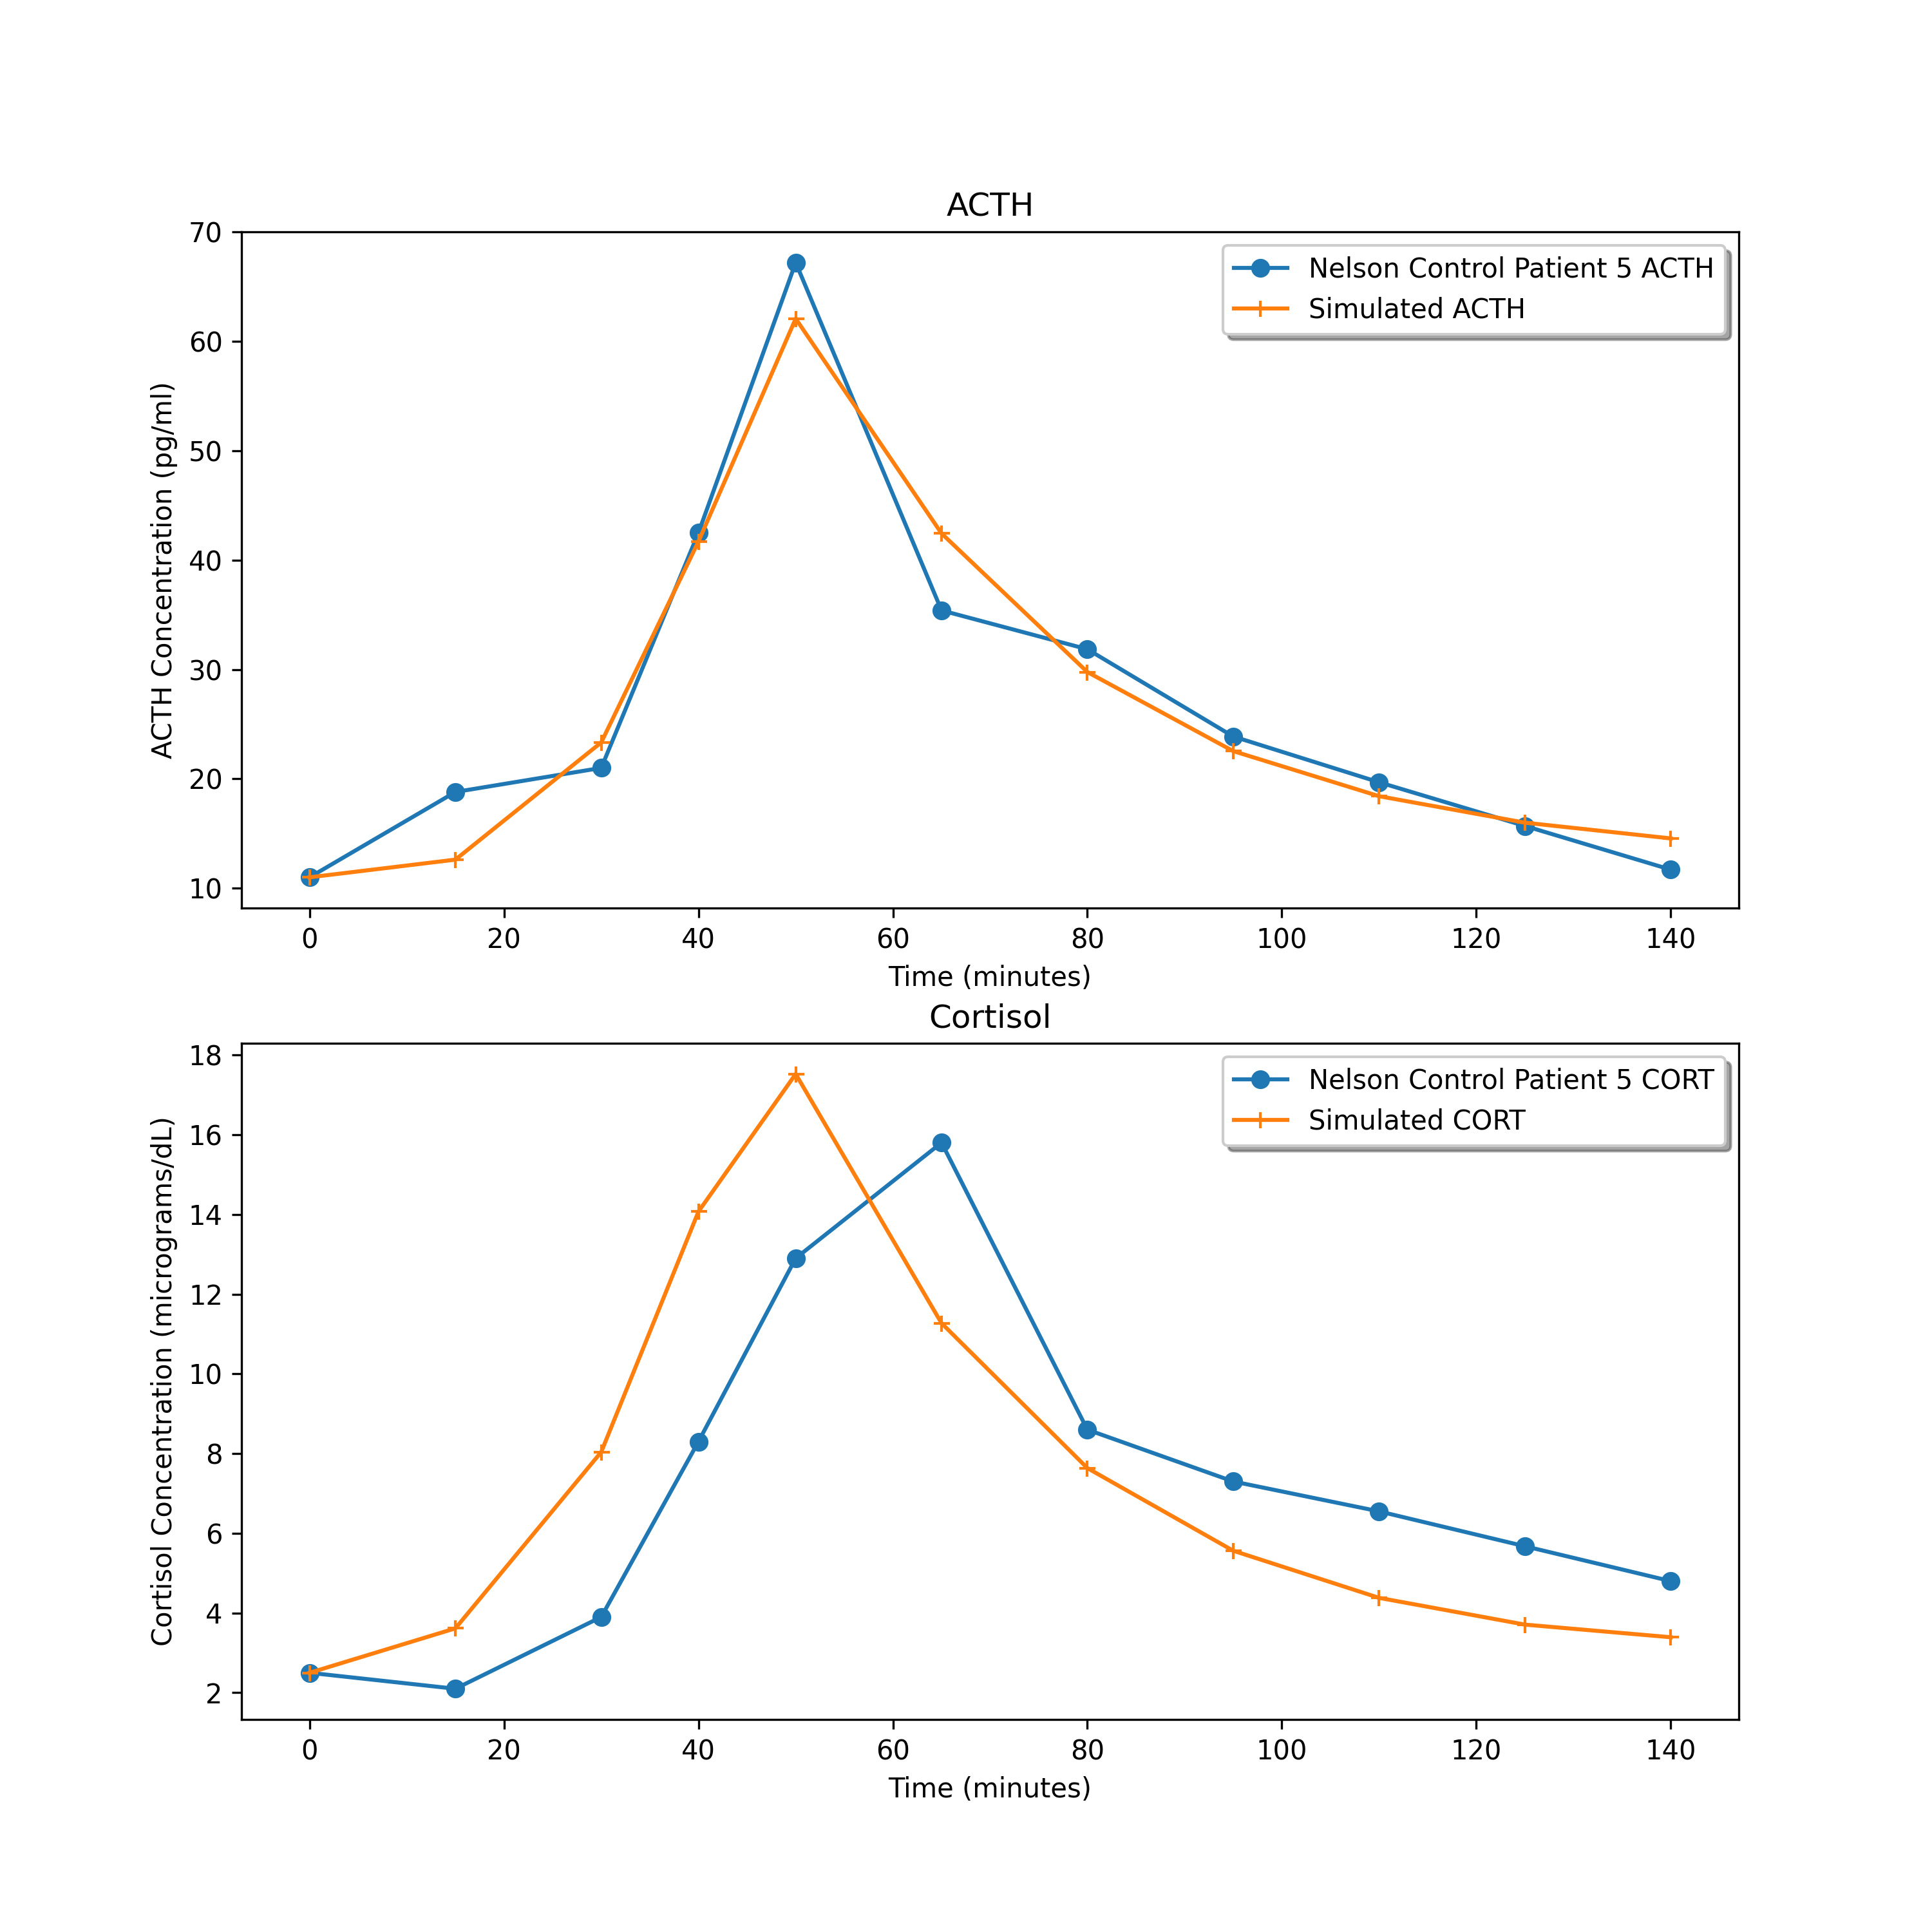 ACTH
70
60
50
40
30
20
10
ACTH Concentration (pg/ml)
Nelson Control Patient 5 ACTH
Simulated ACTH
0 20 40 60 80 100 120 140
Time (minutes)
Cortisol
18
16
14
12
10
8
6
4
2
Cortisol Concentration (micrograms/dL)
Nelson Control Patient 5 CORT
Simulated CORT
0 20 40 60 80 100 120 140
Time (minutes)